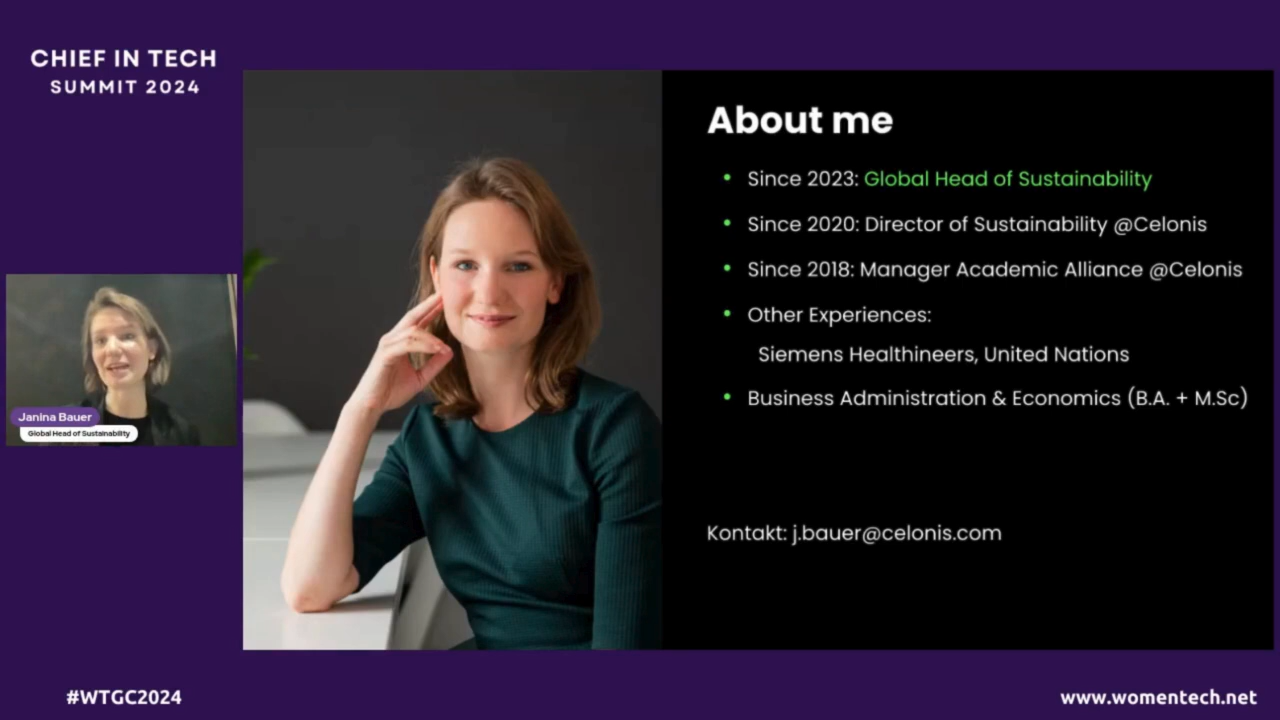 CHIEF IN TECH
SUMMIT 2024
About me
• Since 2023: Global Head of Sustainability
• Since 2020: Director of Sustainability @Celonis
• Since 2018: Manager Academic Alliance @Celonis
• Other Experiences:
Siemens Healthineers, United Nations
• Business Administration & Economics (B.A. + M.Sc)
Kontakt: j.bauer@celonis.com
Janina Bauer
Global Head of Sustainability
#WTGC2024
www.womentech.net